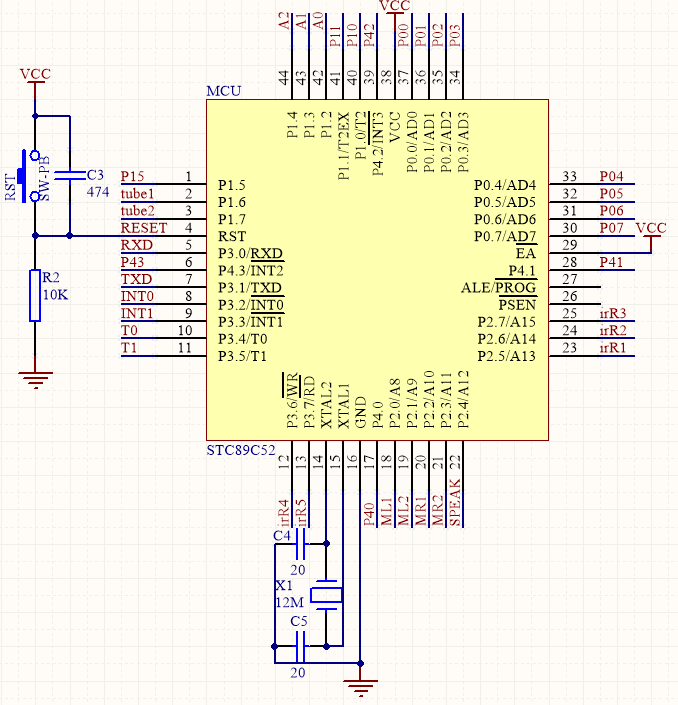 VCC
A2 A1 A0 P11 P10 P42 P00 P01 P02 P03
44 43 42 41 40 39 38 37 36 35 34
MCU
P1.4 P1.3 P1.2 P1.1/T2EX P1.0/T2 P4.2/INT3 VCC P0.0/AD0 P0.1/AD1 P0.2/AD2 P0.3/AD3
VCC
RST
SW-PB
C3
474
R2
10K
P15 1 P1.5
tube1 2 P1.6
tube2 3 P1.7
RESET 4 RST
RXD 5 P3.0/RXD
P43 6 P4.3/INT2
TXD 7 P3.1/TXD
INT0 8 P3.2/INT0
INT1 9 P3.3/INT1
T0 10 P3.4/T0
T1 11 P3.5/T1
P0.4/AD4 33 P04
P0.5/AD5 32 P05
P0.6/AD6 31 P06
P0.7/AD7 30 P07
VCC
EA 29
P4.1 28 P41
ALE/PROG 27
PSEN 26
P2.7/A15 25 irR3
P2.6/A14 24 irR2
P2.5/A13 23 irR1
P3.6/WR P3.7/RD XTAL2 XTAL1 GND P4.0 P2.0/A8 P2.1/A9 P2.2/A10 P2.3/A11 P2.4/A12
STC89C52
12 13 14 15 16 17 18 19 20 21 22
irR4 irR5 P40 ML1 ML2 MR1 MR2 SPEAK
C4
20
X1
12M
C5
20